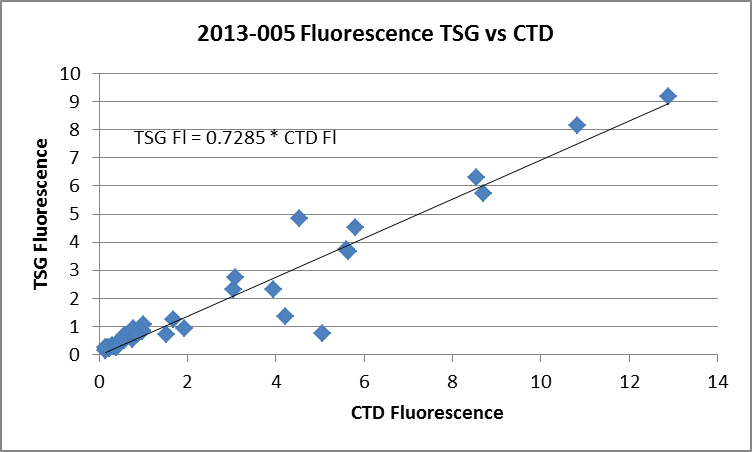 2013-005 Fluorescence TSG vs CTD
10
9
8
7
6
5
4
3
2
1
0
TSG Fl = 0.7285 * CTD Fl
TSG Fluorescence
0 2 4 6 8 10 12 14
CTD Fluorescence